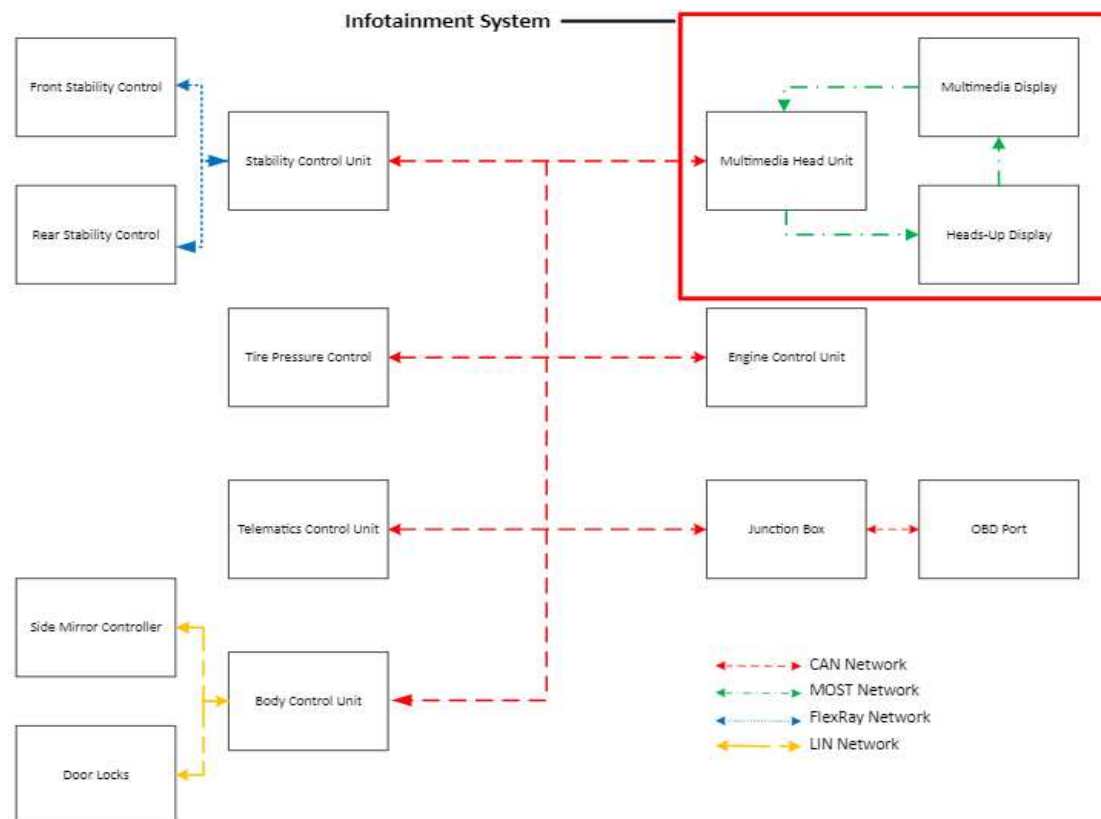 Infotainment System
Front Stability Control
Multimedia Display
Stability Control Unit
Multimedia Head Unit
Rear Stability Control
Heads-Up Display
Tire Pressure Control
Engine Control Unit
Telematics Control Unit
Junction Box
OBD Port
Side Mirror Controller
Body Control Unit
Door Locks
CAN Network
MOST Network
FlexRay Network
LIN Network